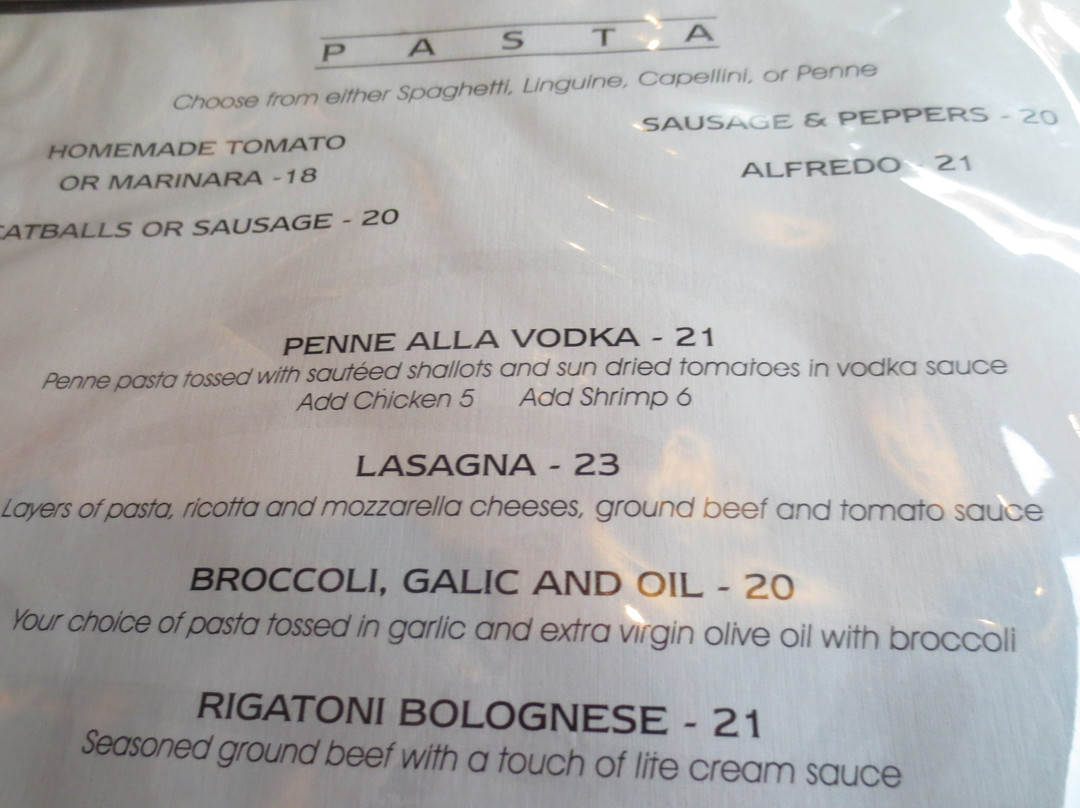 PASTA
Choose from either Spaghetti, Linguine, Capellini, or Penne
HOMEMADE TOMATO
OR MARINARA -18
EATBALLS OR SAUSAGE - 20
SAUSAGE & PEPPERS - 20
ALFREDO - 21
PENNE ALLA VODKA - 21
Penne pasta tossed with sautéed shallots and sun dried tomatoes in vodka sauce
Add Chicken 5 Add Shrimp 6
LASAGNA - 23
Layers of pasta, ricotta and mozzarella cheeses, ground beef and tomato sauce
BROCCOLI, GALIC AND OIL - 20
Your choice of pasta tossed in garlic and extra virgin olive oil with broccoli
RIGATONI BOLOGNESE - 21
Seasoned ground beef with a touch of lite cream sauce